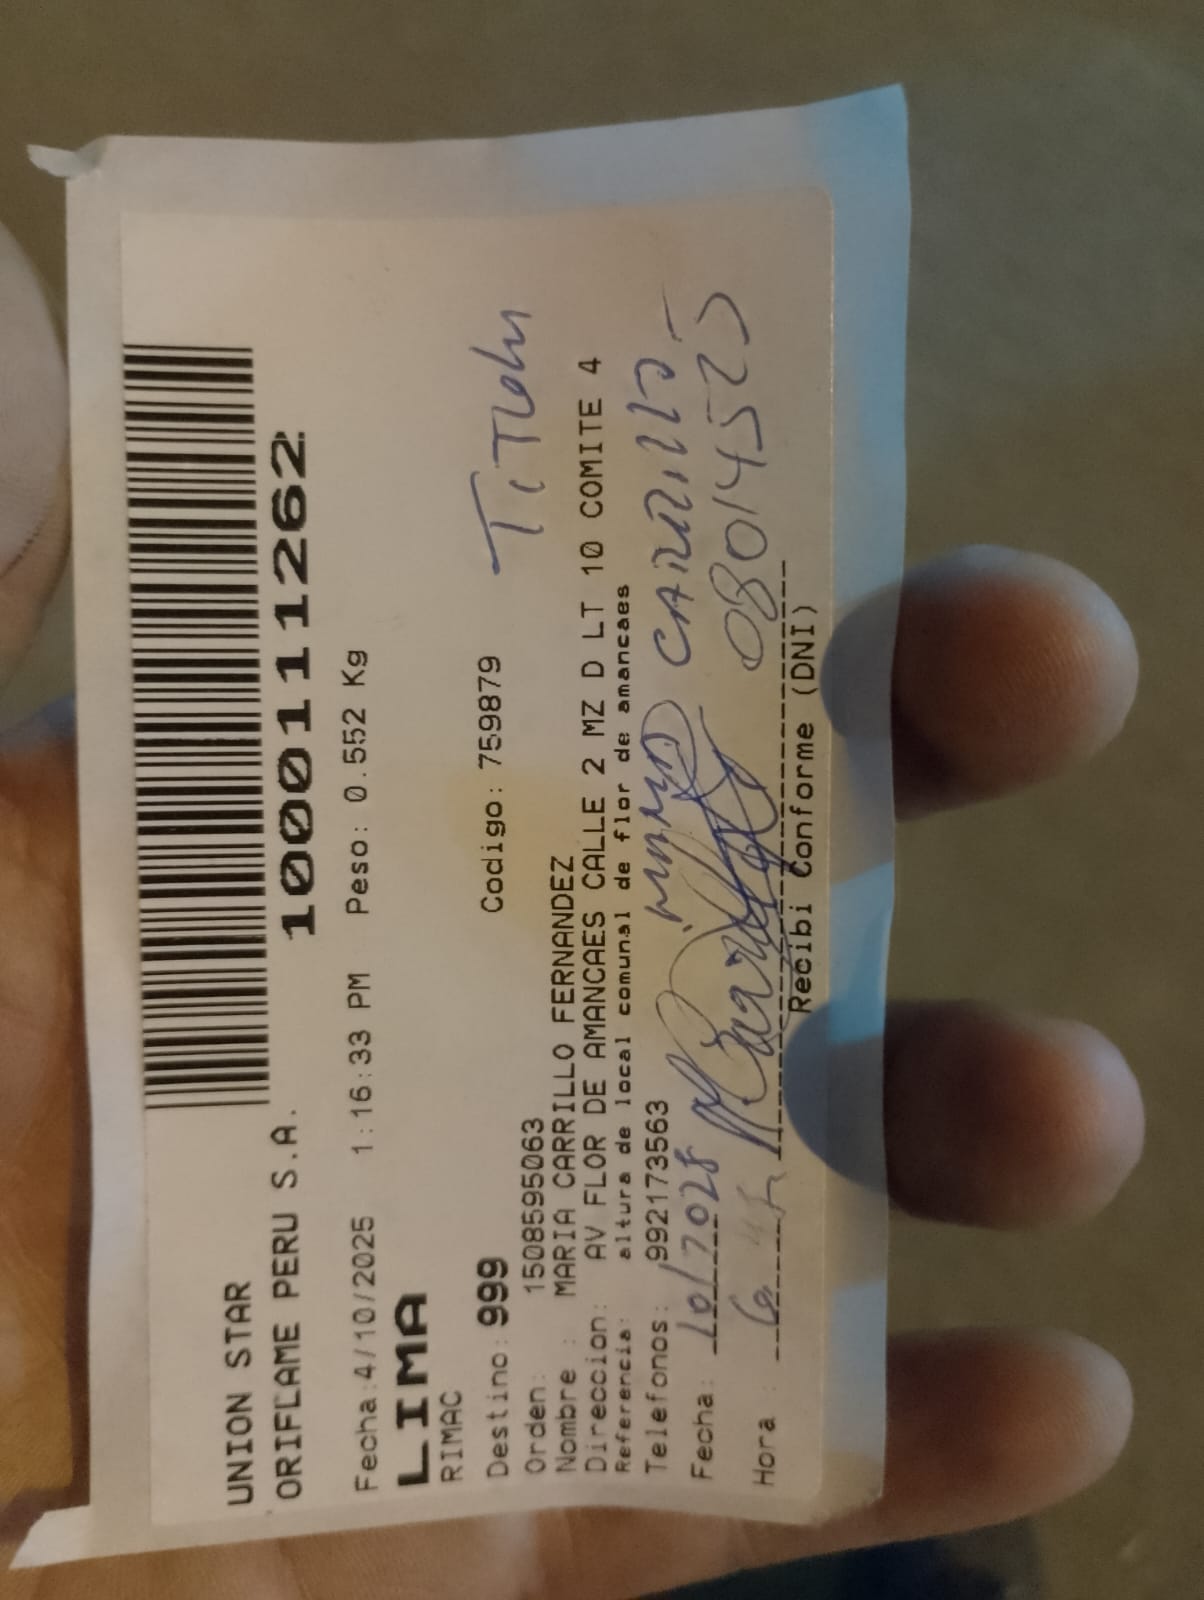 UNION STAR
ORIFLAME PERU S.A.
1000111262
Fecha:4/10/2025 1:16:33 PM Peso: 0.552 Kg
LIMA
RIMAC
Destino: 999 Codigo: 759879 TiTulm
Orden: 1508595063
Nombre : MARIA CARRILLO FERNANDEZ
Direccion: AV FLOR DE AMANCAES CALLE 2 MZ D LT 10 COMITE 4
Referencia: altura de local comunal de flor de amancaes
Telefonos: 992173563 CARRILLO
Fecha: 08014525
Hora :
Recibi Conforme (DNI)